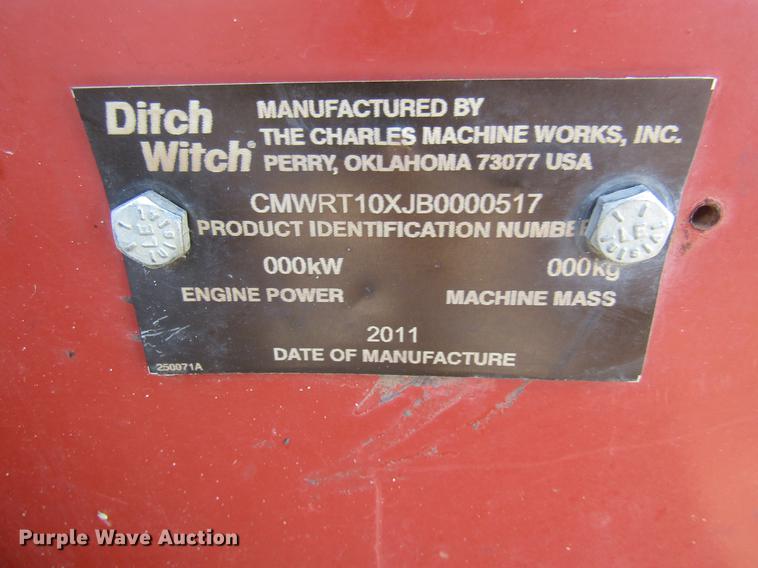 Ditch Witch®
MANUFACTURED BY
THE CHARLES MACHINE WORKS, INC.
PERRY, OKLAHOMA 73077 USA
CMWRT10XJB0000517
PRODUCT IDENTIFICATION NUMBE
000kW 000kg
ENGINE POWER MACHINE MASS
2011
DATE OF MANUFACTURE
250071A
Purple Wave Auction